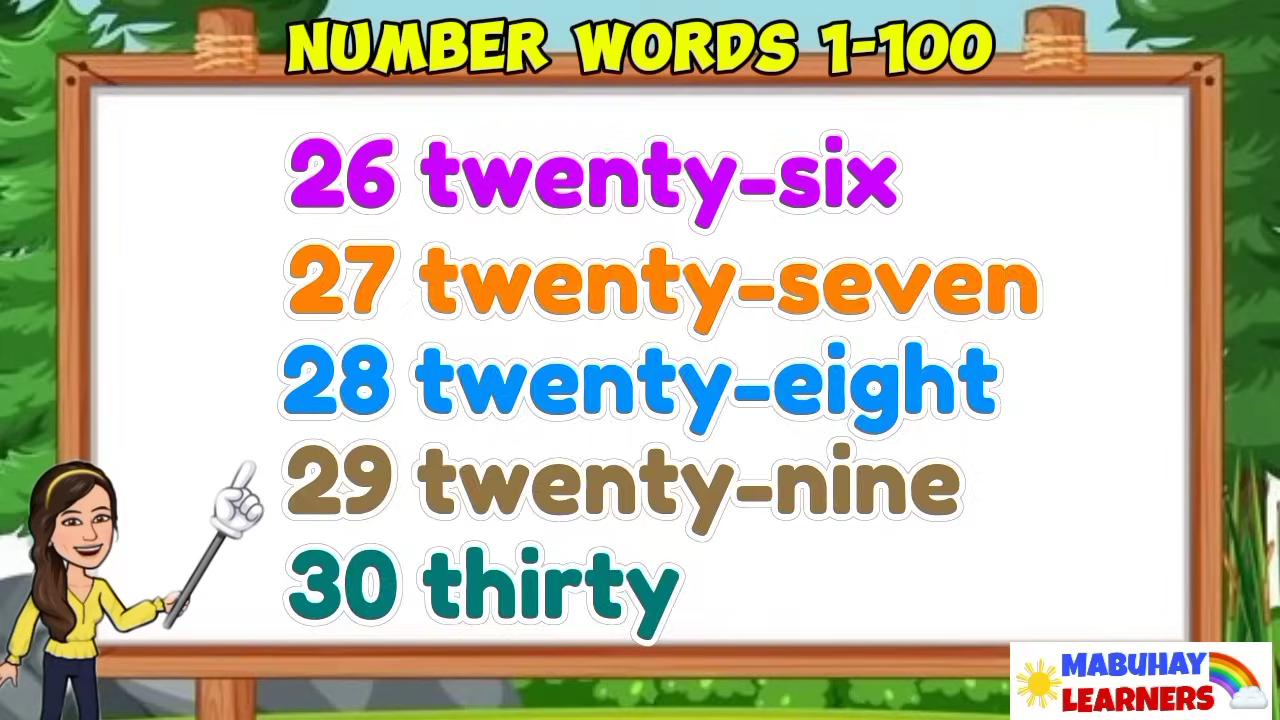 NUMBER WORDS 1-100
26 twenty-six
27 twenty-seven
28 twenty-eight
29 twenty-nine
30 thirty
MABUHAY
LEARNERS